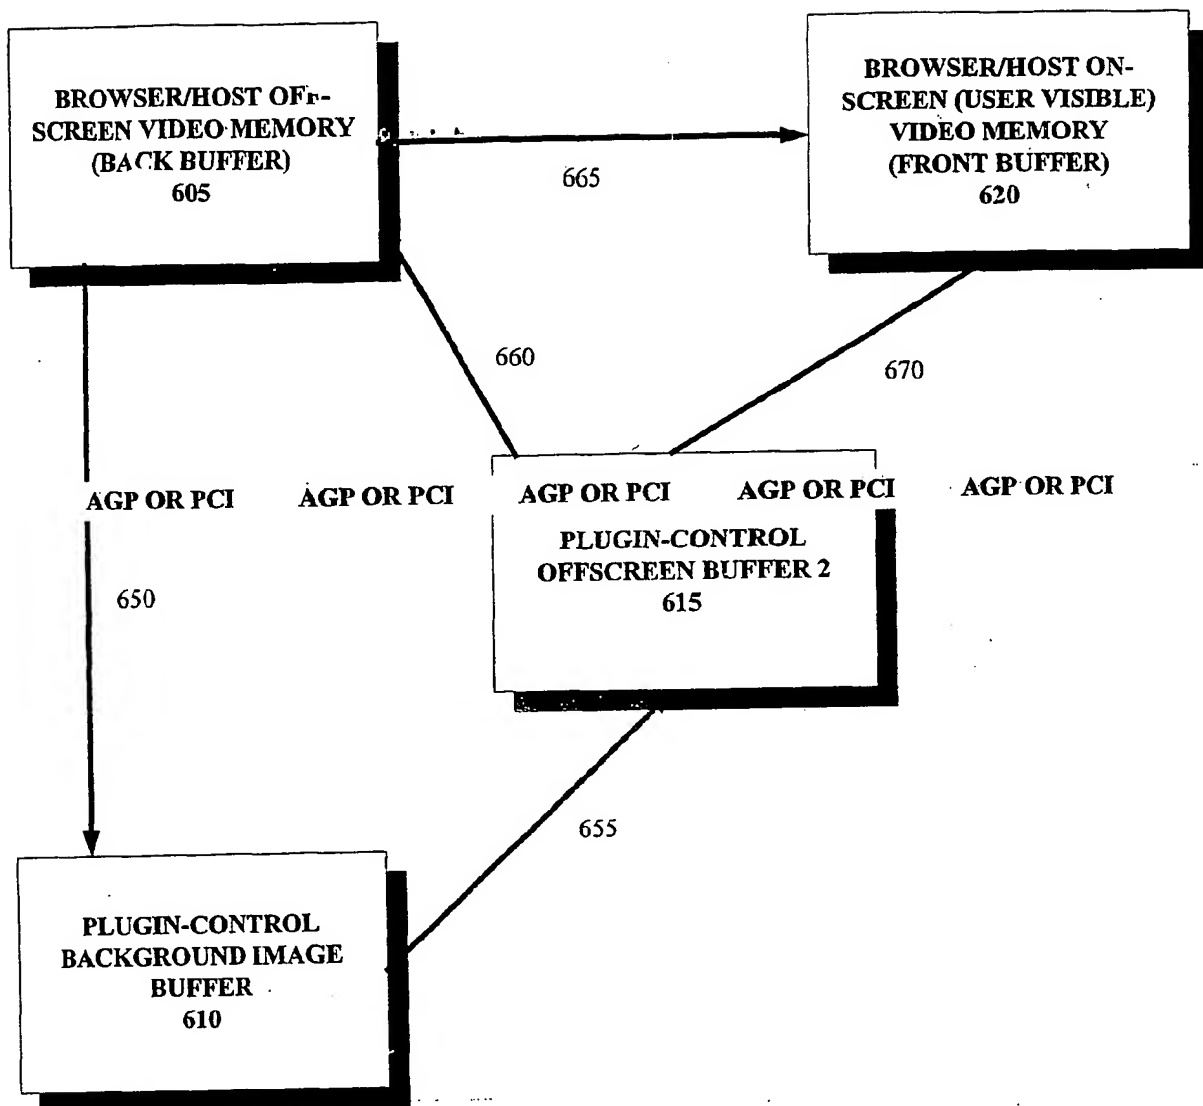 BROWSER/HOST OFF-
SCREEN VIDEO MEMORY
(BACK BUFFER)
605
BROWSER/HOST ON-
SCREEN (USER VISIBLE)
VIDEO MEMORY
(FRONT BUFFER)
620
665
660
670
AGP OR PCI AGP OR PCI AGP OR PCI AGP OR PCI AGP OR PCI
PLUGIN-CONTROL
OFFSCREEN BUFFER 2
615
650
655
PLUGIN-CONTROL
BACKGROUND IMAGE
BUFFER
610